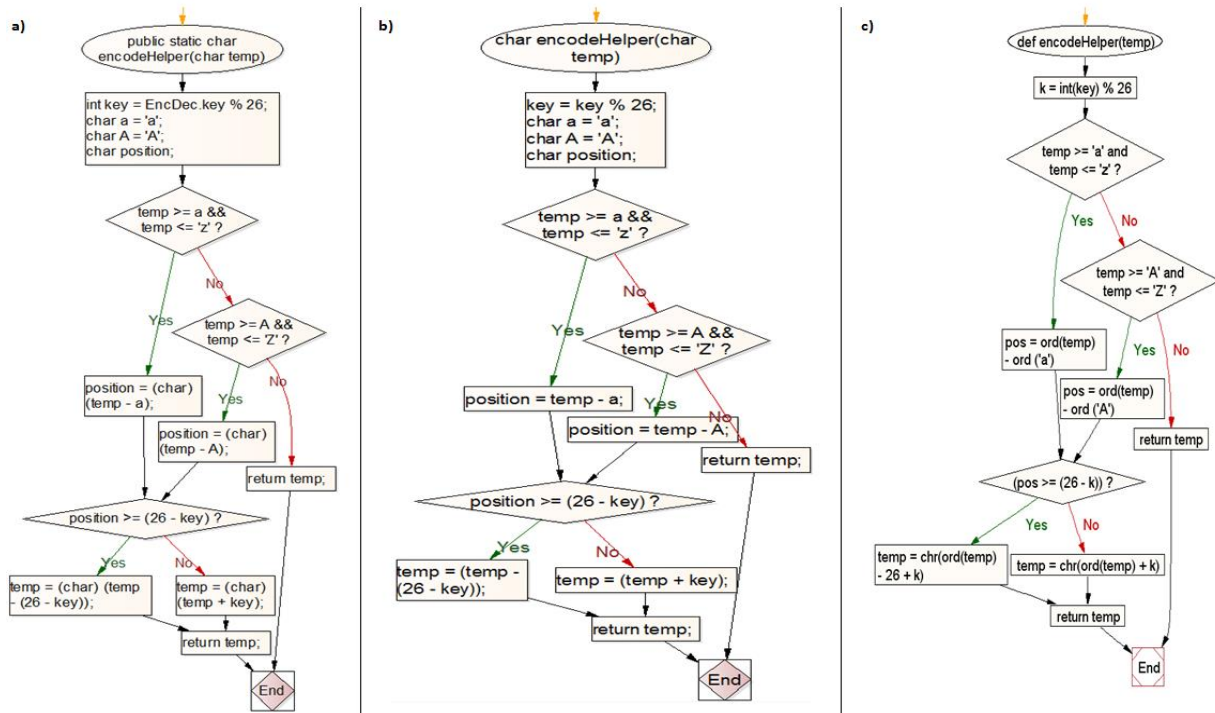 a)
public static char
encodeHelper(char temp)
int key = EncDec.key % 26;
char a = 'a';
char A = 'A';
char position;
temp >= a &&
temp <= 'z' ?
No
Yes
temp >= A &&
temp <= 'Z' ?
No
position = (char)
(temp - a);
Yes
position = (char)
(temp - A);
return temp;
position >= (26 - key) ?
Yes
No
temp = (char) (temp
- (26 - key));
temp = (char)
(temp + key);
return temp;
End
b)
char encodeHelper(char
temp)
key = key % 26;
char a = 'a';
char A = 'A';
char position;
temp >= a &&
temp <= 'z' ?
No
Yes
temp >= A &&
temp <= 'Z' ?
position = temp - a;
Yes
No
position = temp - A;
return temp;
position >= (26 - key) ?
Yes
No
temp = (temp -
(26 - key));
temp = (temp + key);
return temp;
End
c)
def encodeHelper(temp)
k = int(key) % 26
temp >= 'a' and
temp <= 'z' ?
Yes
No
temp >= 'A' and
temp <= 'Z' ?
pos = ord(temp)
- ord ('a')
Yes
No
pos = ord(temp)
- ord ('A')
return temp
(pos >= (26 - k)) ?
Yes
No
temp = chr(ord(temp)
- 26 + k)
temp = chr(ord(temp) + k)
return temp
End